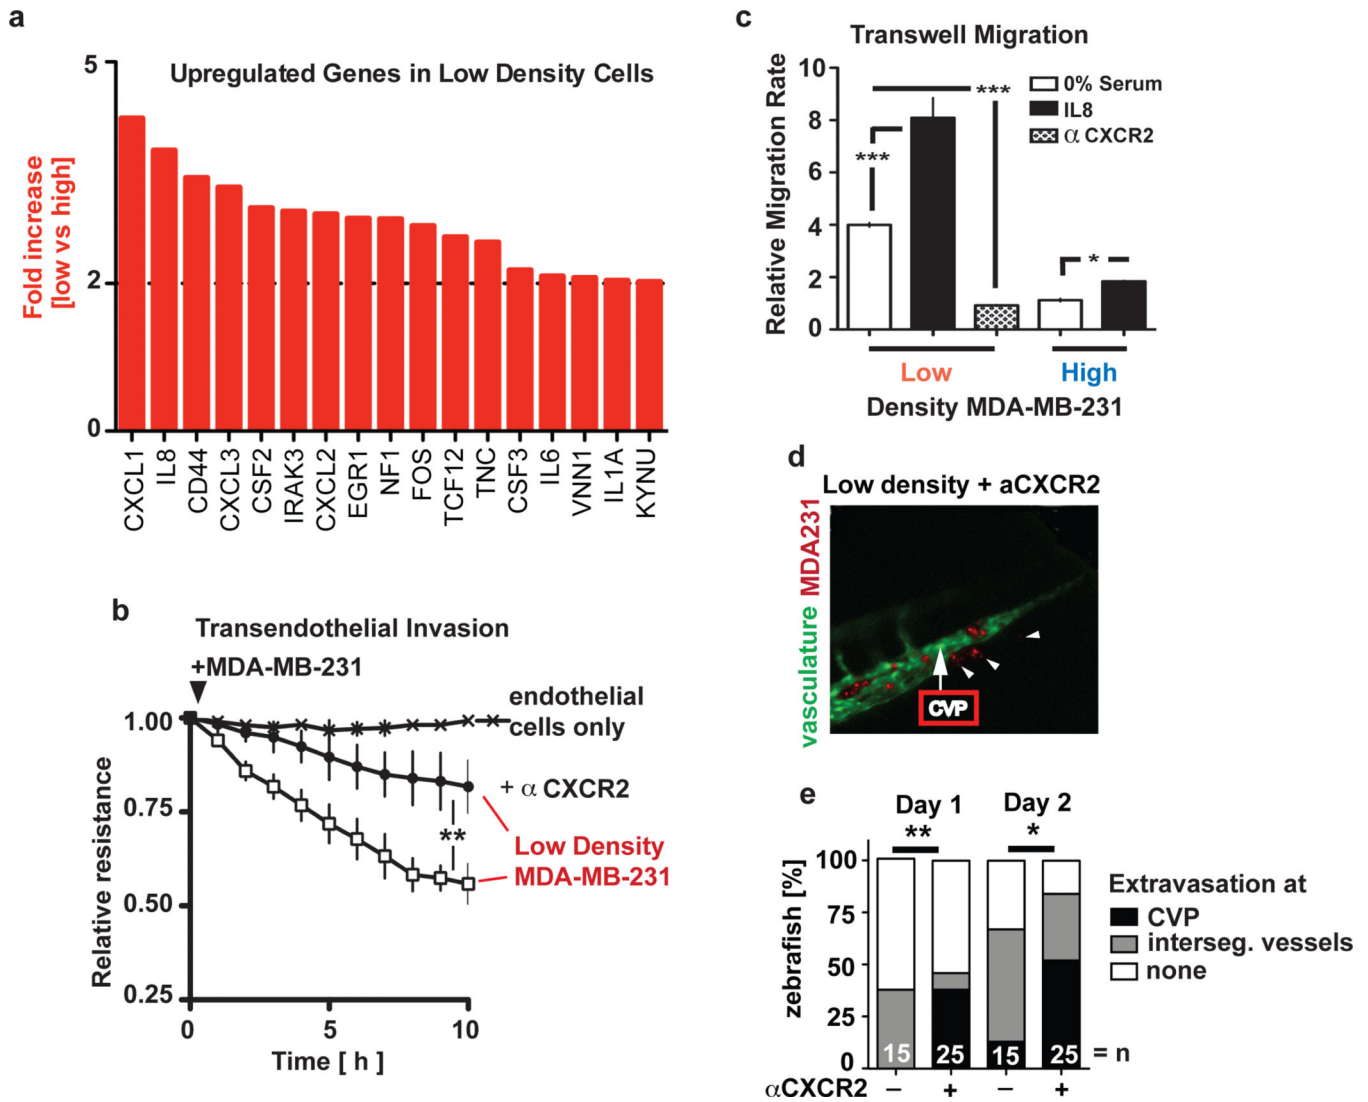 a
Upregulated Genes in Low Density Cells
Fold increase
[low vs high]
5
2
0
CXCL1
IL8
CD44
CXCL3
CSF2
IRAK3
CXCL2
EGR1
NF1
FOS
TCF12
TNC
CSF3
IL6
VNN1
IL1A
KYNU
b
Transendothelial Invasion
+MDA-MB-231
endothelial
cells only
+ α CXCR2
**
Low Density
MDA-MB-231
Relative resistance
1.00
0.75
0.50
0.25
0
5
10
Time [ h ]
c
Transwell Migration
Relative Migration Rate
10
8
6
4
2
0
***
***
*
0% Serum
IL8
α CXCR2
Low
High
Density MDA-MB-231
d
Low density + aCXCR2
vasculature MDA231
CVP
e
Day 1
Day 2
**
*
zebrafish [%]
100
75
50
25
0
15
25
15
25
= n
αCXCR2 – + – +
Extravasation at
CVP
interseg. vessels
none